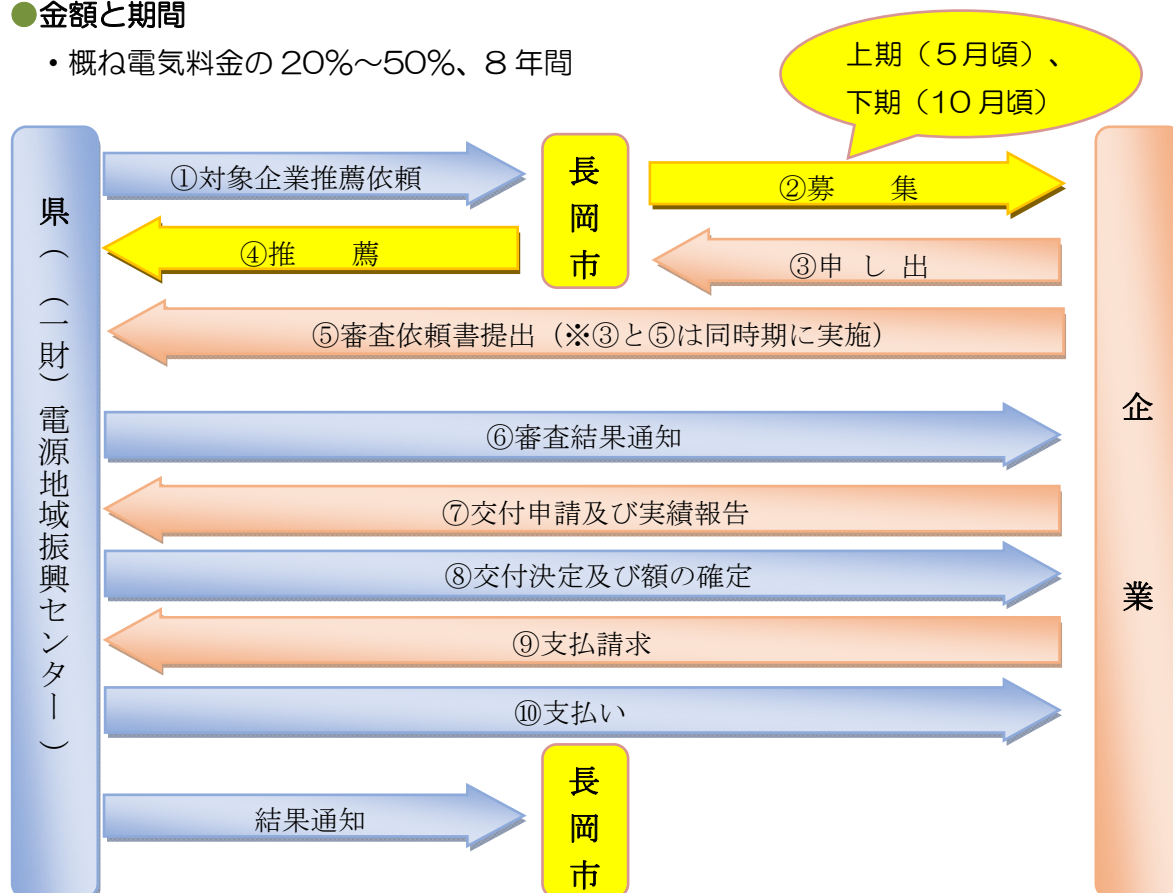 ●金額と期間
・概ね電気料金の20%～50%、8年間
上期（5月頃）、
下期（10月頃）
県（（一財）電源地域振興センター）
①対象企業推薦依頼
長岡市
②募　集
企業
④推　薦
③申し出
⑤審査依頼書提出（※③と⑤は同時期に実施）
⑥審査結果通知
⑦交付申請及び実績報告
⑧交付決定及び額の確定
⑨支払請求
⑩支払い
結果通知
長岡市